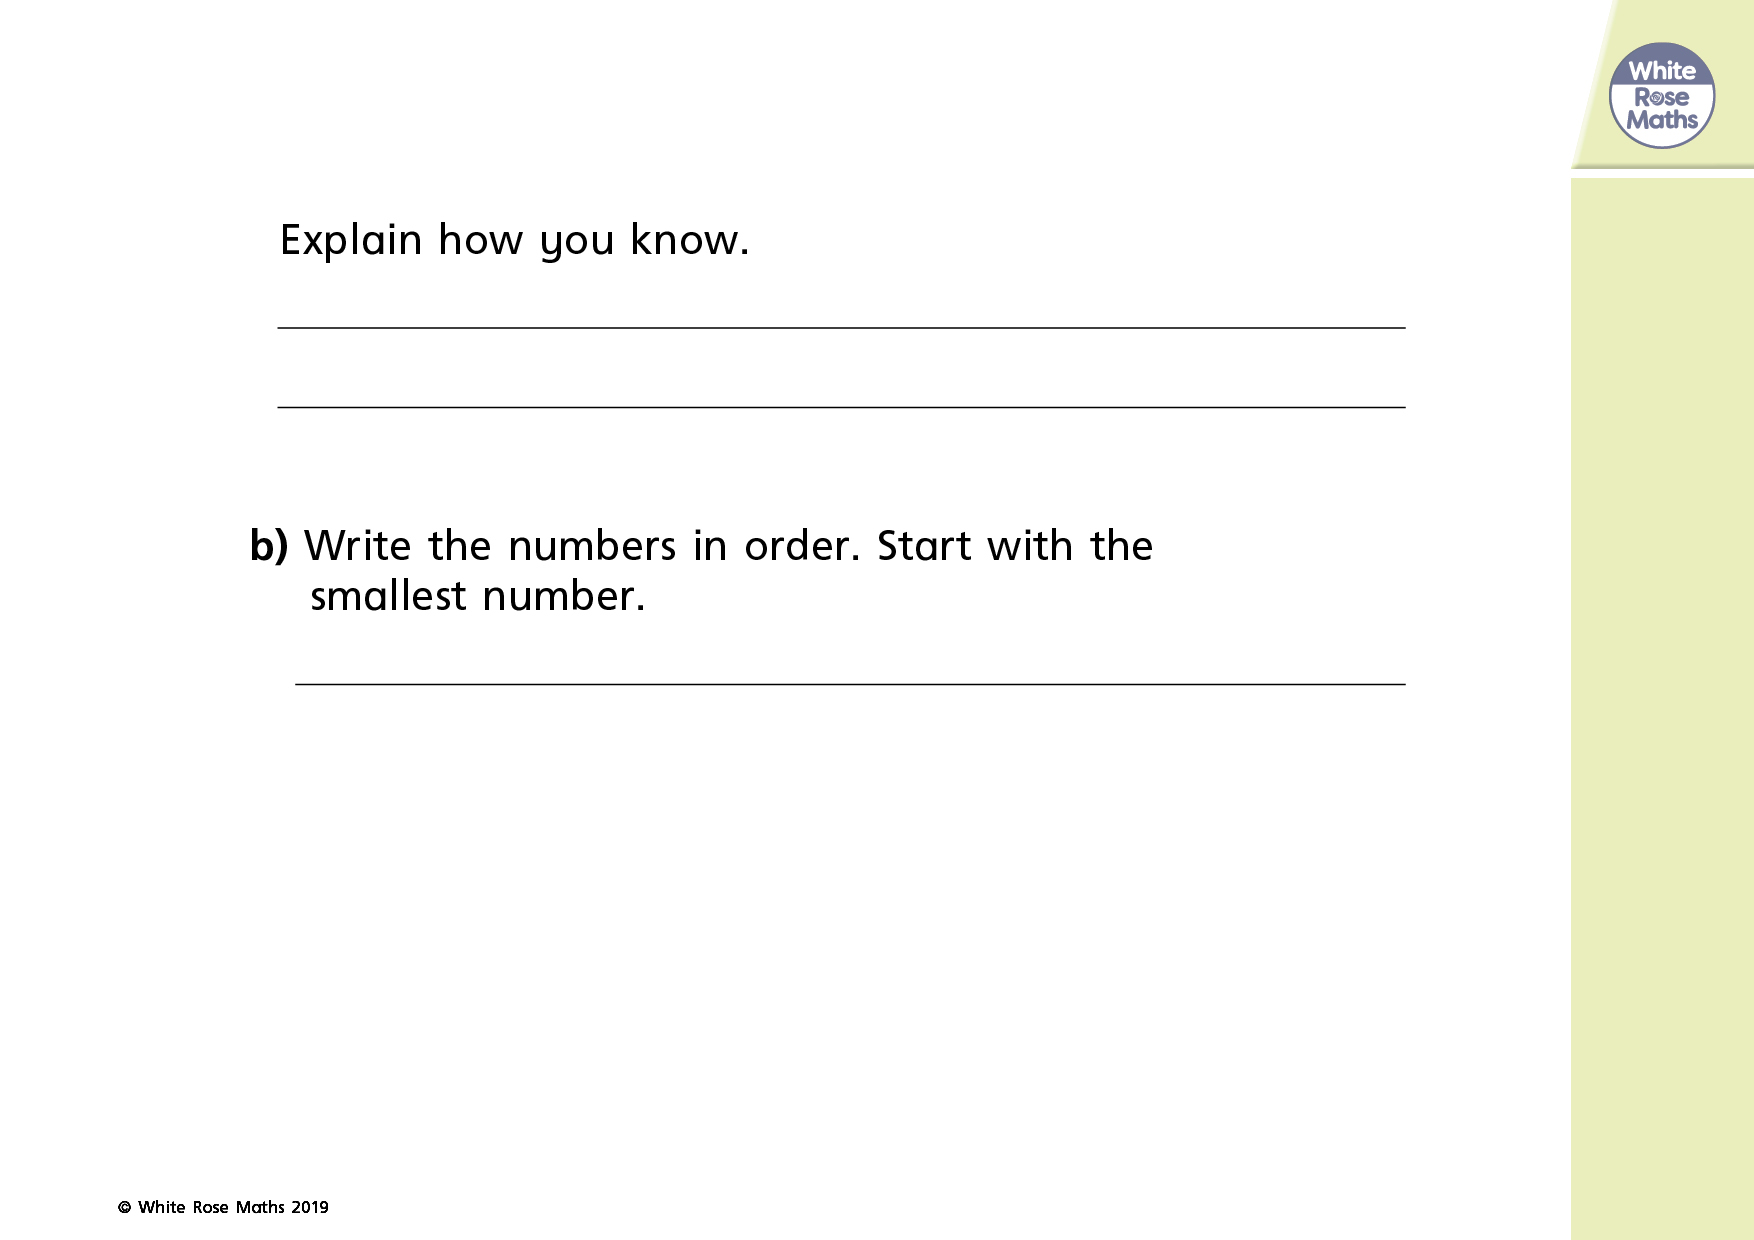 White
Rose
Maths
Explain how you know.
b) Write the numbers in order. Start with the
smallest number.
© White Rose Maths 2019